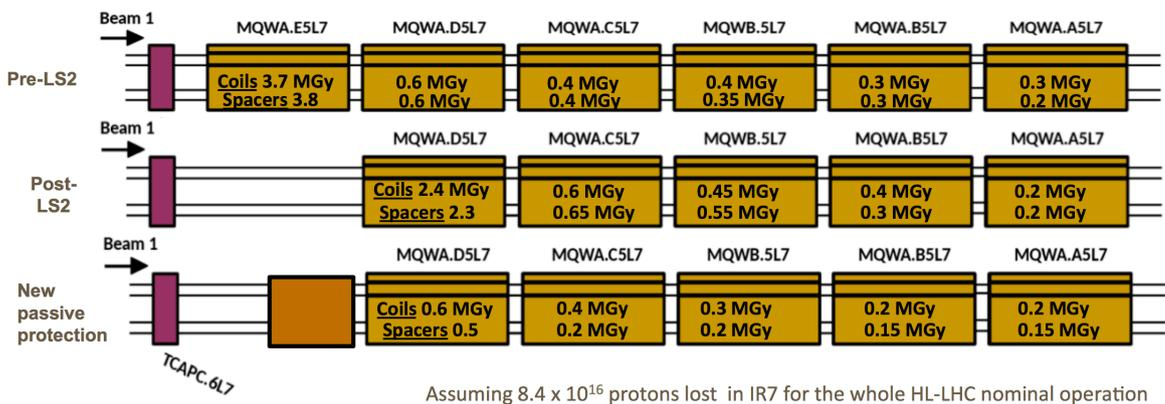 Beam 1
MQWA.E5L7 MQWA.D5L7 MQWA.C5L7 MQWB.5L7 MQWA.B5L7 MQWA.A5L7
Pre-LS2
Coils 3.7 MGy 0.6 MGy 0.4 MGy 0.4 MGy 0.3 MGy 0.3 MGy
Spacers 3.8 0.6 MGy 0.4 MGy 0.35 MGy 0.3 MGy 0.2 MGy
Beam 1
MQWA.D5L7 MQWA.C5L7 MQWB.5L7 MQWA.B5L7 MQWA.A5L7
Post-
LS2
Coils 2.4 MGy 0.6 MGy 0.45 MGy 0.4 MGy 0.2 MGy
Spacers 2.3 0.65 MGy 0.55 MGy 0.3 MGy 0.2 MGy
Beam 1
MQWA.D5L7 MQWA.C5L7 MQWB.5L7 MQWA.B5L7 MQWA.A5L7
New
passive
protection
Coils 0.6 MGy 0.4 MGy 0.3 MGy 0.2 MGy 0.2 MGy
Spacers 0.5 0.2 MGy 0.2 MGy 0.15 MGy 0.15 MGy
TCAPC.6L7
Assuming 8.4 x 10¹⁶ protons lost in IR7 for the whole HL-LHC nominal operation